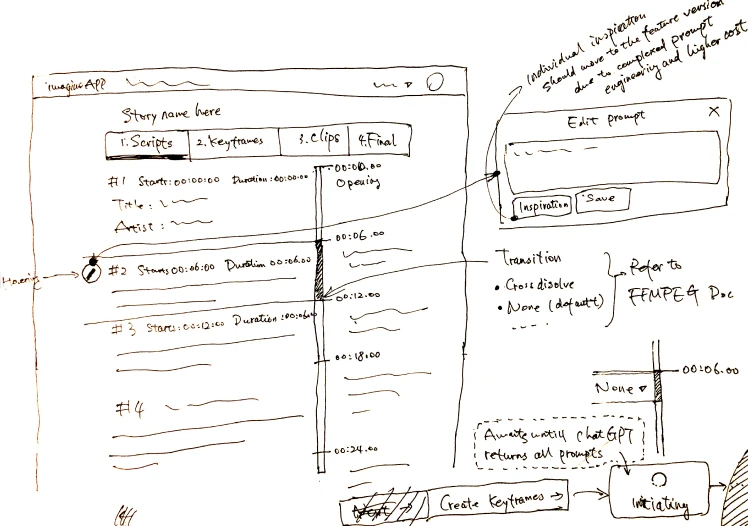 imagine App
Story name here
1.Scripts
2.Keyframes
3.Clips
4.Final
#1 Starts:00:00:00 Duration:00:00.00
Title:
Artist:
00:00.00
Opening
Hovering
#2 Starts 00:06:00 Duration 00:06.00
00:06.00
#3 Starts:00:12:00 Duration:00:06.00
00:12.00
00:18.00
#4
00:24.00
Individual inspiration
should move to the feature version
due to complexed prompt
engineering and higher cost
Edit prompt
X
Inspiration
Save
Transition
• Cross disolve
• None (default)
Refer to
FFMPEG Doc
00:06.00
None
Awaits until chatGPT
returns all prompts
Create Keyframes
Initiating